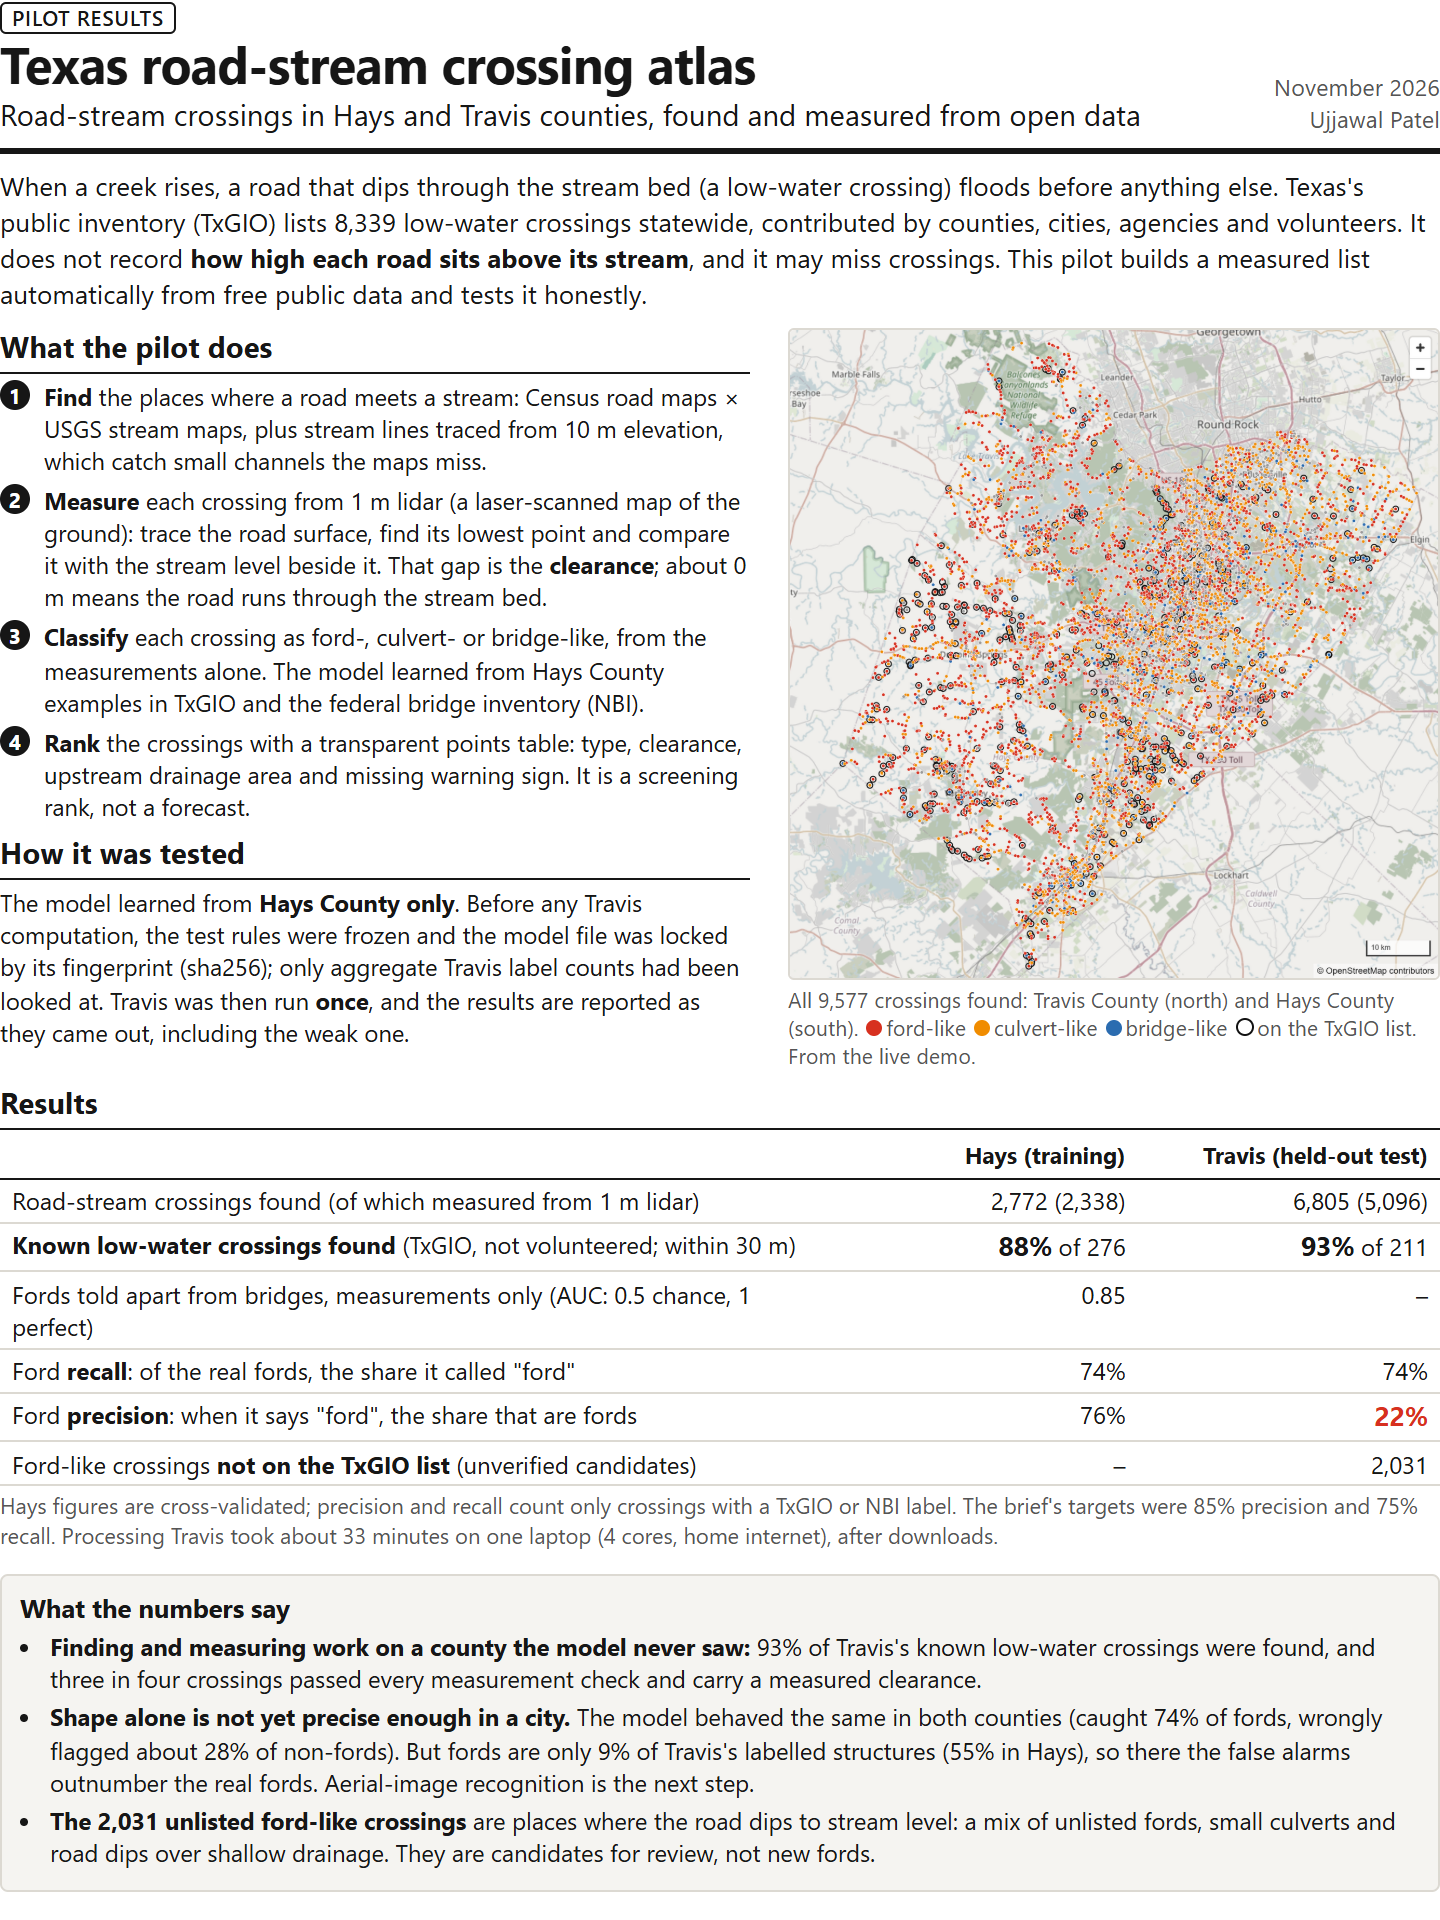 PILOT RESULTS
Texas road-stream crossing atlas
Road-stream crossings in Hays and Travis counties, found and measured from open data
November 2026
Ujjawal Patel
When a creek rises, a road that dips through the stream bed (a low-water crossing) floods before anything else. Texas's
public inventory (TxGIO) lists 8,339 low-water crossings statewide, contributed by counties, cities, agencies and volunteers. It
does not record how high each road sits above its stream, and it may miss crossings. This pilot builds a measured list
automatically from free public data and tests it honestly.
What the pilot does
1 Find the places where a road meets a stream: Census road maps ×
USGS stream maps, plus stream lines traced from 10 m elevation,
which catch small channels the maps miss.
2 Measure each crossing from 1 m lidar (a laser-scanned map of the
ground): trace the road surface, find its lowest point and compare
it with the stream level beside it. That gap is the clearance; about 0
m means the road runs through the stream bed.
3 Classify each crossing as ford-, culvert- or bridge-like, from the
measurements alone. The model learned from Hays County
examples in TxGIO and the federal bridge inventory (NBI).
4 Rank the crossings with a transparent points table: type, clearance,
upstream drainage area and missing warning sign. It is a screening
rank, not a forecast.
How it was tested
The model learned from Hays County only. Before any Travis
computation, the test rules were frozen and the model file was locked
by its fingerprint (sha256); only aggregate Travis label counts had been
looked at. Travis was then run once, and the results are reported as
they came out, including the weak one.
Georgetown
+
−
Marble Falls
Balcones
Canyonlands
National
Wildlife
Refuge
Leander
Taylor
Hutto
Bay
Cedar Park
Round Rock
Elgin
Toll
Lockhart
Caldwell
County
Comal
County
10 km
© OpenStreetMap contributors
All 9,577 crossings found: Travis County (north) and Hays County
(south). ford-like culvert-like bridge-like on the TxGIO list.
From the live demo.
Results
Hays (training) Travis (held-out test)
Road-stream crossings found (of which measured from 1 m lidar) 2,772 (2,338) 6,805 (5,096)
Known low-water crossings found (TxGIO, not volunteered; within 30 m) 88% of 276 93% of 211
Fords told apart from bridges, measurements only (AUC: 0.5 chance, 1 0.85 –
perfect)
Ford recall: of the real fords, the share it called "ford" 74% 74%
Ford precision: when it says "ford", the share that are fords 76% 22%
Ford-like crossings not on the TxGIO list (unverified candidates) – 2,031
Hays figures are cross-validated; precision and recall count only crossings with a TxGIO or NBI label. The brief's targets were 85% precision and 75%
recall. Processing Travis took about 33 minutes on one laptop (4 cores, home internet), after downloads.
What the numbers say
• Finding and measuring work on a county the model never saw: 93% of Travis's known low-water crossings were found, and
three in four crossings passed every measurement check and carry a measured clearance.
• Shape alone is not yet precise enough in a city. The model behaved the same in both counties (caught 74% of fords, wrongly
flagged about 28% of non-fords). But fords are only 9% of Travis's labelled structures (55% in Hays), so there the false alarms
outnumber the real fords. Aerial-image recognition is the next step.
• The 2,031 unlisted ford-like crossings are places where the road dips to stream level: a mix of unlisted fords, small culverts and
road dips over shallow drainage. They are candidates for review, not new fords.